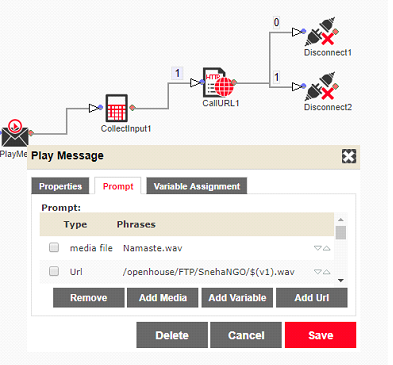 0
Disconnect1
1
HTTP
1
CallURL1
Disconnect2
CollectInput1
PlayMe
Play Message
Properties
Prompt
Variable Assignment
Prompt:
Type Phrases
media file Namaste.wav
Url /openhouse/FTP/SnehaNGO/$(v1).wav
Remove Add Media Add Variable Add Url
Delete Cancel Save